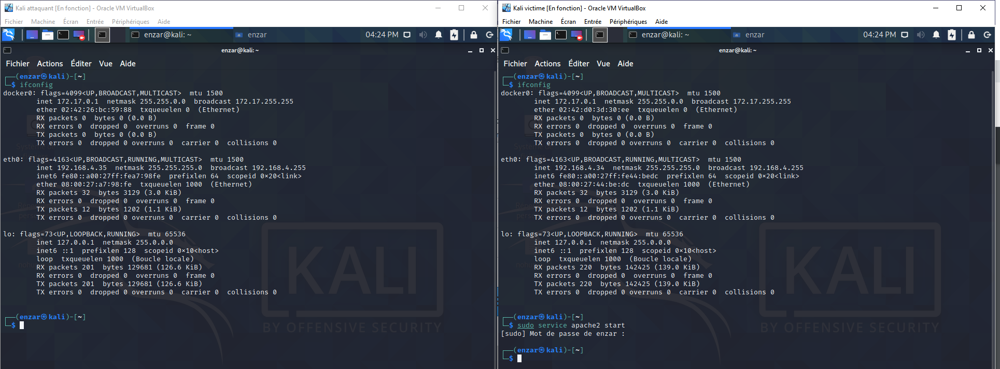 Kali attaquant [En fonction] - Oracle VM VirtualBox
Fichier Machine Écran Entrée Périphériques Aide
enzar@kali: ~ enzar 04:24 PM
enzar@kali: ~
Fichier Actions Éditer Vue Aide
┌──(enzar㉿kali)-[~]
└─$ ifconfig
docker0: flags=4099<UP,BROADCAST,MULTICAST>  mtu 1500
        inet 172.17.0.1  netmask 255.255.0.0  broadcast 172.17.255.255
        ether 02:42:26:bc:59:88  txqueuelen 0  (Ethernet)
        RX packets 0  bytes 0 (0.0 B)
        RX errors 0  dropped 0  overruns 0  frame 0
        TX packets 0  bytes 0 (0.0 B)
        TX errors 0  dropped 0 overruns 0  carrier 0  collisions 0
eth0: flags=4163<UP,BROADCAST,RUNNING,MULTICAST>  mtu 1500
        inet 192.168.4.35  netmask 255.255.255.0  broadcast 192.168.4.255
        inet6 fe80::a00:27ff:fea7:98fe  prefixlen 64  scopeid 0×20<link>
        ether 08:00:27:a7:98:fe  txqueuelen 1000  (Ethernet)
        RX packets 32  bytes 3129 (3.0 KiB)
        RX errors 0  dropped 0  overruns 0  frame 0
        TX packets 12  bytes 1202 (1.1 KiB)
        TX errors 0  dropped 0 overruns 0  carrier 0  collisions 0
lo: flags=73<UP,LOOPBACK,RUNNING>  mtu 65536
        inet 127.0.0.1  netmask 255.0.0.0
        inet6 ::1  prefixlen 128  scopeid 0×10<host>
        loop  txqueuelen 1000  (Boucle locale)
        RX packets 201  bytes 129681 (126.6 KiB)
        RX errors 0  dropped 0  overruns 0  frame 0
        TX packets 201  bytes 129681 (126.6 KiB)
        TX errors 0  dropped 0 overruns 0  carrier 0  collisions 0
┌──(enzar㉿kali)-[~]
└─$
KALI
BY OFFENSIVE SECURITY
Kali victime [En fonction] - Oracle VM VirtualBox
Fichier Machine Écran Entrée Périphériques Aide
enzar@kali: ~ enzar 04:24 PM
enzar@kali: ~
Fichier Actions Éditer Vue Aide
┌──(enzar㉿kali)-[~]
└─$ ifconfig
docker0: flags=4099<UP,BROADCAST,MULTICAST>  mtu 1500
        inet 172.17.0.1  netmask 255.255.0.0  broadcast 172.17.255.255
        ether 02:42:d0:3d:30:ee  txqueuelen 0  (Ethernet)
        RX packets 0  bytes 0 (0.0 B)
        RX errors 0  dropped 0  overruns 0  frame 0
        TX packets 0  bytes 0 (0.0 B)
        TX errors 0  dropped 0 overruns 0  carrier 0  collisions 0
eth0: flags=4163<UP,BROADCAST,RUNNING,MULTICAST>  mtu 1500
        inet 192.168.4.34  netmask 255.255.255.0  broadcast 192.168.4.255
        inet6 fe80::a00:27ff:fe44:bedc  prefixlen 64  scopeid 0×20<link>
        ether 08:00:27:44:be:dc  txqueuelen 1000  (Ethernet)
        RX packets 32  bytes 3129 (3.0 KiB)
        RX errors 0  dropped 0  overruns 0  frame 0
        TX packets 12  bytes 1202 (1.1 KiB)
        TX errors 0  dropped 0 overruns 0  carrier 0  collisions 0
lo: flags=73<UP,LOOPBACK,RUNNING>  mtu 65536
        inet 127.0.0.1  netmask 255.0.0.0
        inet6 ::1  prefixlen 128  scopeid 0×10<host>
        loop  txqueuelen 1000  (Boucle locale)
        RX packets 220  bytes 142425 (139.0 KiB)
        RX errors 0  dropped 0  overruns 0  frame 0
        TX packets 220  bytes 142425 (139.0 KiB)
        TX errors 0  dropped 0 overruns 0  carrier 0  collisions 0
┌──(enzar㉿kali)-[~]
└─$ sudo service apache2 start
[sudo] Mot de passe de enzar :
┌──(enzar㉿kali)-[~]
└─$
KALI
BY OFFENSIVE SECURITY